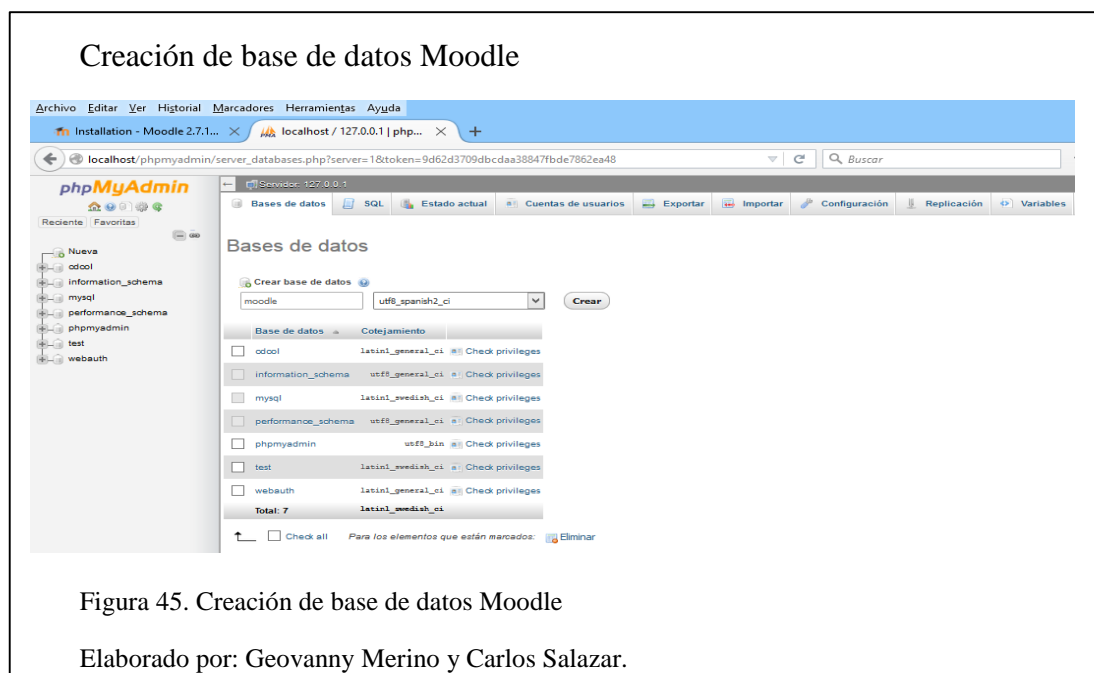 Creación de base de datos Moodle
Archivo Editar Ver Historial Marcadores Herramientas Ayuda
Installation - Moodle 2.7.1... localhost / 127.0.0.1 | php...
localhost/phpmyadmin/server_databases.php?server=1&token=9d62d3709dbcdaa38847fbde7862ea48 Buscar
phpMyAdmin
Reciente Favoritas
Nueva
cdcol
information_schema
mysql
performance_schema
phpmyadmin
test
webauth
Servidor: 127.0.0.1
Bases de datos SQL Estado actual Cuentas de usuarios Exportar Importar Configuración Replicación Variables
Bases de datos
Crear base de datos
moodle utf8_spanish2_ci Crear
Base de datos Cotejamiento
cdcol latin1_general_ci Check privileges
information_schema utf8_general_ci Check privileges
mysql latin1_swedish_ci Check privileges
performance_schema utf8_general_ci Check privileges
phpmyadmin utf8_bin Check privileges
test latin1_swedish_ci Check privileges
webauth latin1_general_ci Check privileges
Total: 7 latin1_swedish_ci
Check all Para los elementos que están marcados: Eliminar
Figura 45. Creación de base de datos Moodle
Elaborado por: Geovanny Merino y Carlos Salazar.